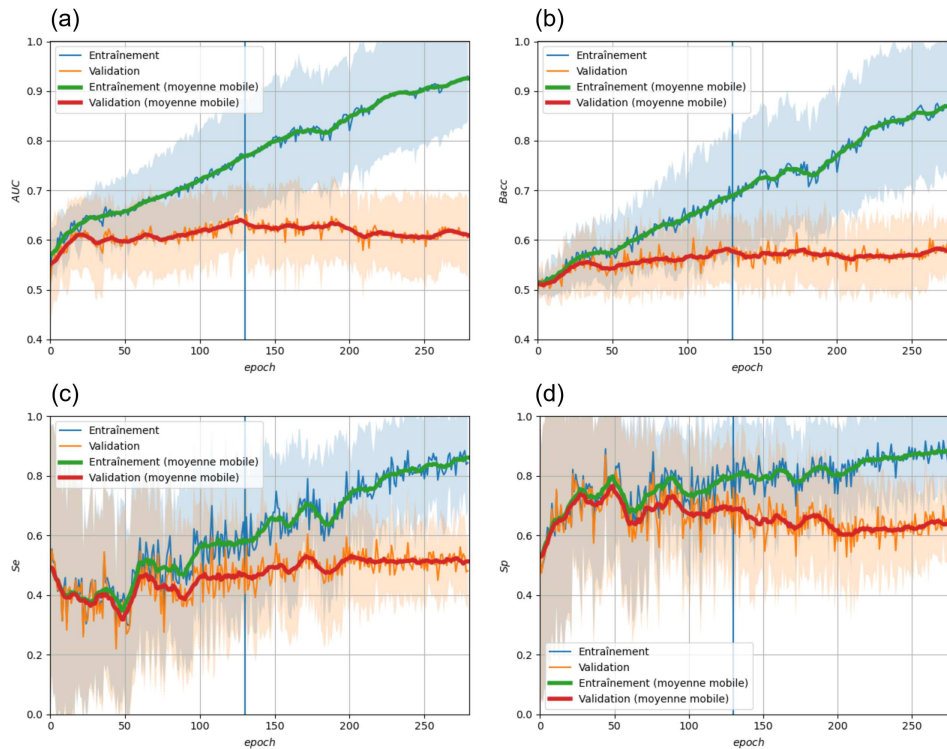 (a)
1.0
0.9
0.8
0.7
0.6
0.5
0.4
AUC
Entraînement
Validation
Entraînement (moyenne mobile)
Validation (moyenne mobile)
0 50 100 150 200 250
epoch
(b)
1.0
0.9
0.8
0.7
0.6
0.5
0.4
Bacc
Entraînement
Validation
Entraînement (moyenne mobile)
Validation (moyenne mobile)
0 50 100 150 200 250
epoch
(c)
1.0
0.8
0.6
0.4
0.2
0.0
Se
Entraînement
Validation
Entraînement (moyenne mobile)
Validation (moyenne mobile)
0 50 100 150 200 250
epoch
(d)
1.0
0.8
0.6
0.4
0.2
0.0
Sp
Entraînement
Validation
Entraînement (moyenne mobile)
Validation (moyenne mobile)
0 50 100 150 200 250
epoch